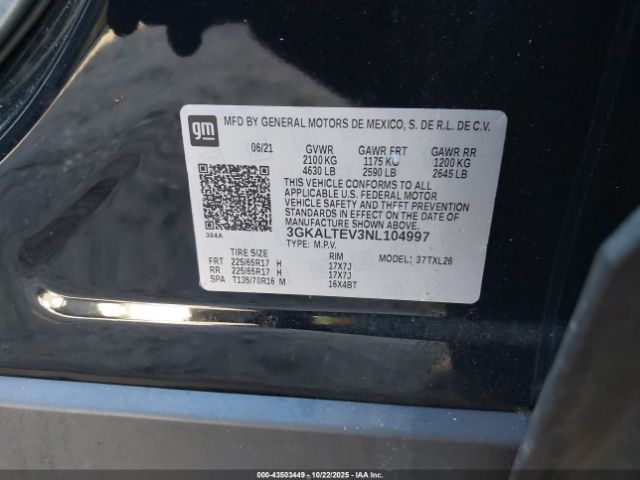 gm
MFD BY GENERAL MOTORS DE MEXICO, S. DE R.L. DE C.V.
06/21 GVWR GAWR FRT GAWR RR
2100 KG 1175 KG 1200 KG
4630 LB 2590 LB 2645 LB
THIS VEHICLE CONFORMS TO ALL
APPLICABLE U.S. FEDERAL MOTOR
VEHICLE SAFETY AND THEFT PREVENTION
STANDARDS IN EFFECT ON THE DATE OF
MANUFACTURE SHOWN ABOVE.
3GKALTEV3NL104997
384A TYPE: M.P.V.
TIRE SIZE RIM MODEL: 37TXL26
FRT 225/65R17 H 17X7J
RR 225/65R17 H 17X7J
SPA T135/70R16 M 16X4BT
00-43503449 - 10/22/2025 - IAA Inc.